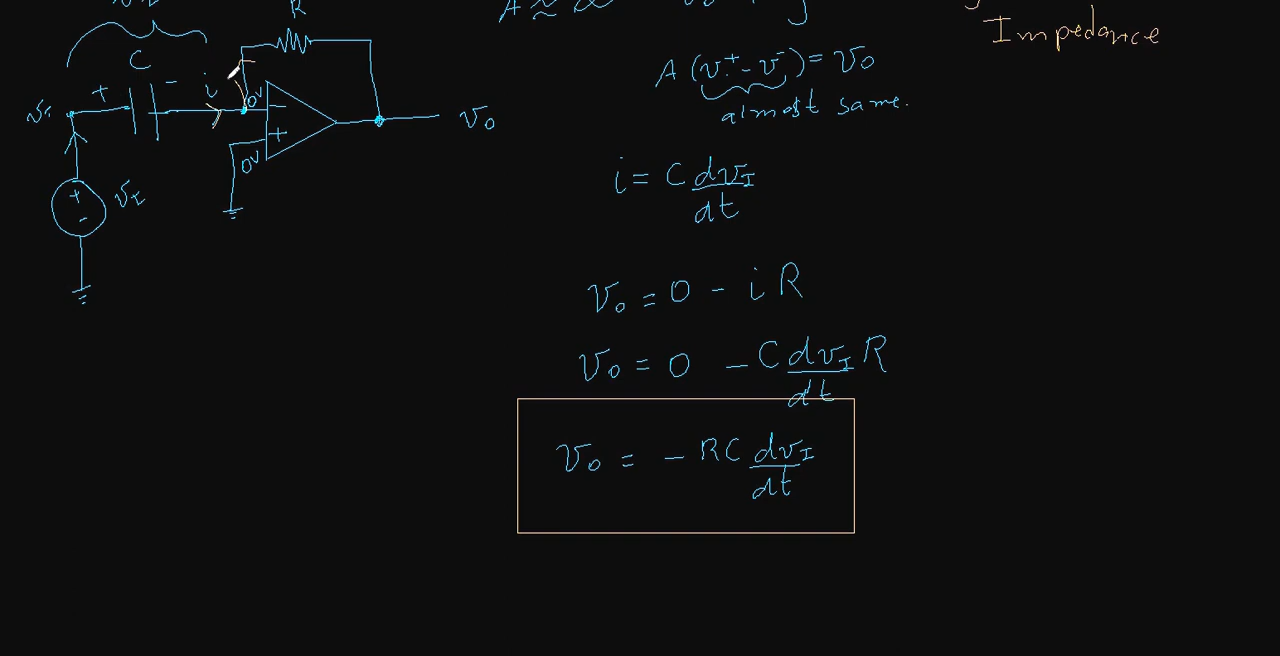 R
C
+
-
i
0V
-
+
0V
v₀
v_I
+
-
v_I
A ≈ ∞
Impedance
A (v⁺ - v⁻) = v₀
almost same.
i = C dv_I/dt
v₀ = 0 - i R
v₀ = 0 - C dv_I/dt R
v₀ = - RC dv_I/dt